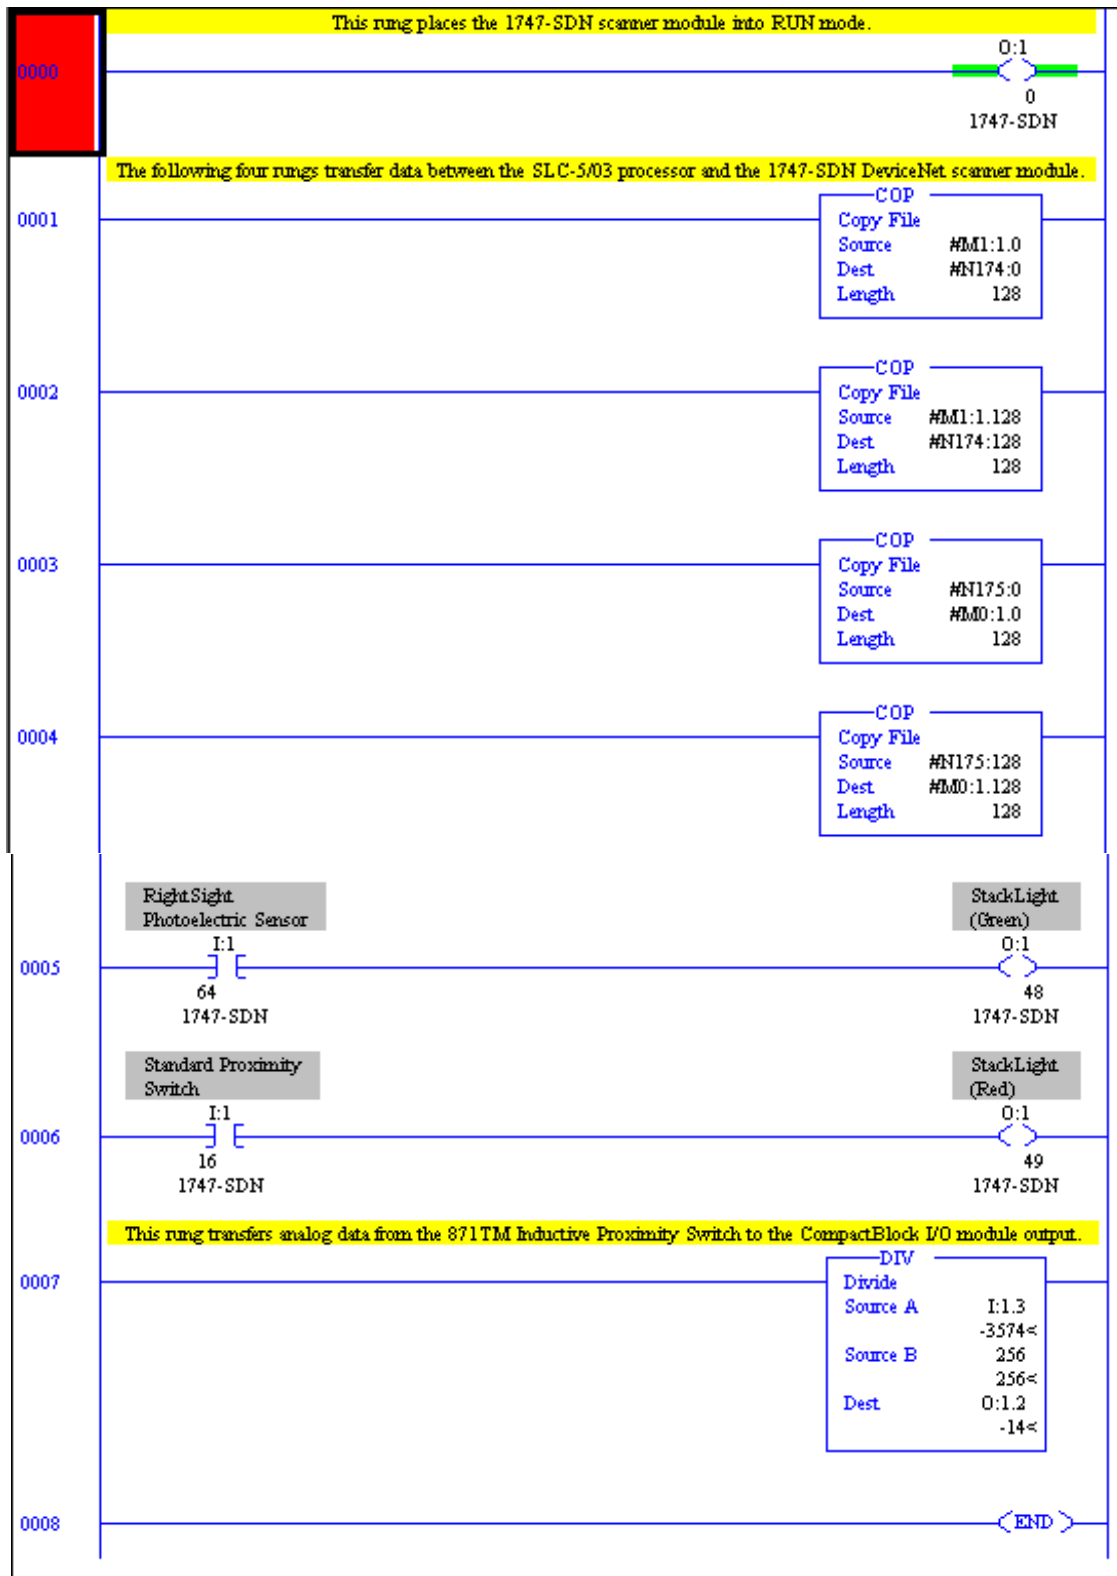 This rung places the 1747-SDN scanner module into RUN mode.
O:1
0000
0
1747-SDN
The following four rungs transfer data between the SLC-5/03 processor and the 1747-SDN DeviceNet scanner module.
COP
0001
Copy File
Source #M1:1.0
Dest #N174:0
Length 128
COP
0002
Copy File
Source #M1:1.128
Dest #N174:128
Length 128
COP
0003
Copy File
Source #N175:0
Dest #M0:1.0
Length 128
COP
0004
Copy File
Source #N175:128
Dest #M0:1.128
Length 128
RightSight
Photoelectric Sensor
I:1
StackLight
(Green)
O:1
0005
64
1747-SDN
48
1747-SDN
Standard Proximity
Switch
I:1
StackLight
(Red)
O:1
0006
16
1747-SDN
49
1747-SDN
This rung transfers analog data from the 871TM Inductive Proximity Switch to the CompactBlock I/O module output.
DIV
0007
Divide
Source A I:1.3
-3574<
Source B 256
256<
Dest O:1.2
-14<
0008
END